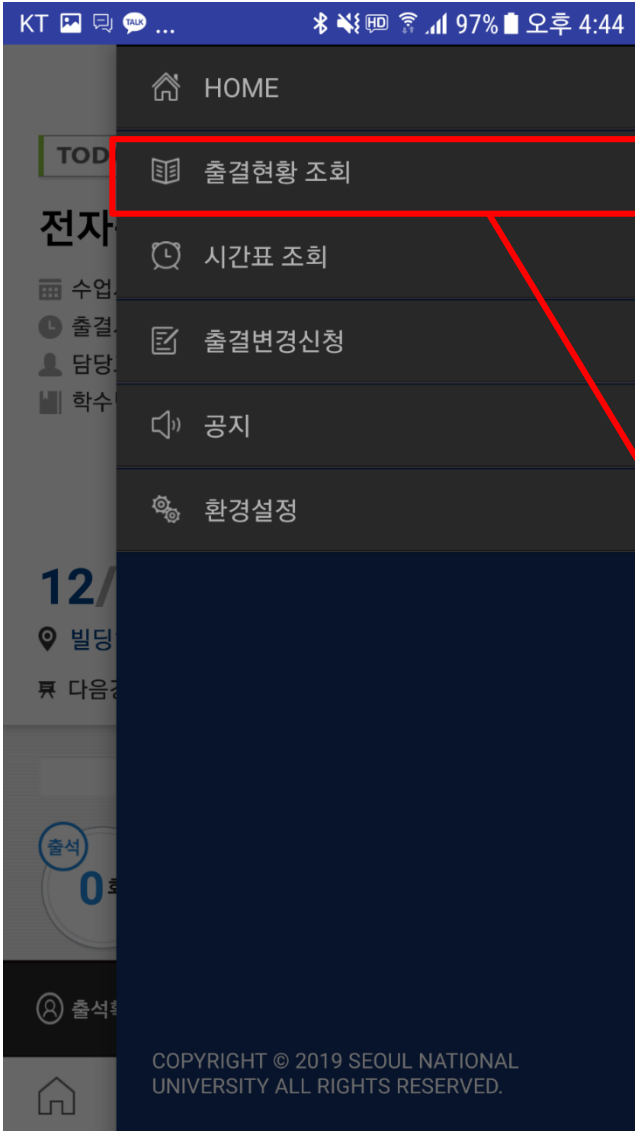 KT TALK ... HD 97% 오후 4:44
HOME
TOD
출결현황 조회
전자
시간표 조회
수업
출결
출결변경신청
담당
학수
공지
환경설정
12/
빌딩
다음
출석
0회
출석
COPYRIGHT © 2019 SEOUL NATIONAL
UNIVERSITY ALL RIGHTS RESERVED.